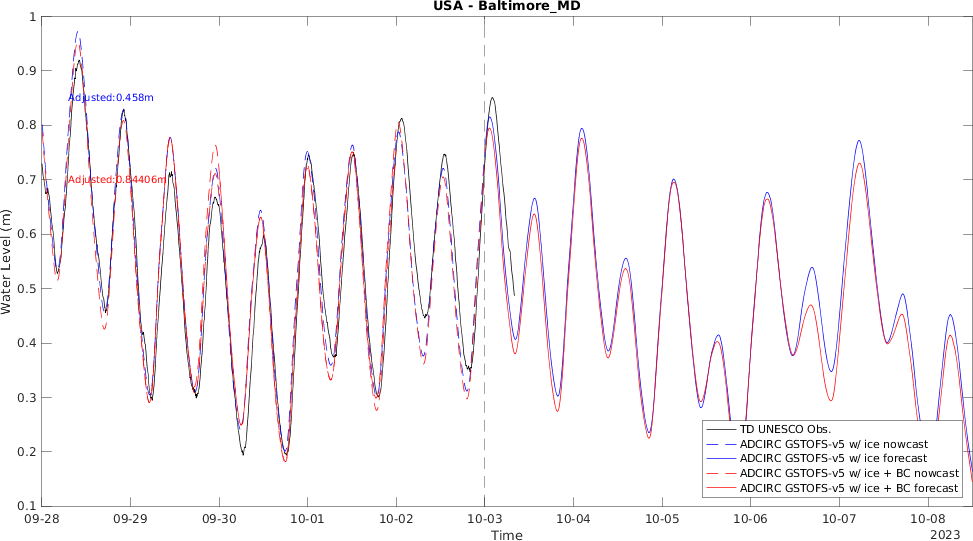 USA - Baltimore_MD
Water Level (m)
1
0.9
0.8
0.7
0.6
0.5
0.4
0.3
0.2
0.1
Adjusted:0.458m
Adjusted:0.84406m
TD UNESCO Obs.
ADCIRC GSTOFS-v5 w/ ice nowcast
ADCIRC GSTOFS-v5 w/ ice forecast
ADCIRC GSTOFS-v5 w/ ice + BC nowcast
ADCIRC GSTOFS-v5 w/ ice + BC forecast
09-28 09-29 09-30 10-01 10-02 10-03 10-04 10-05 10-06 10-07 10-08
2023
Time